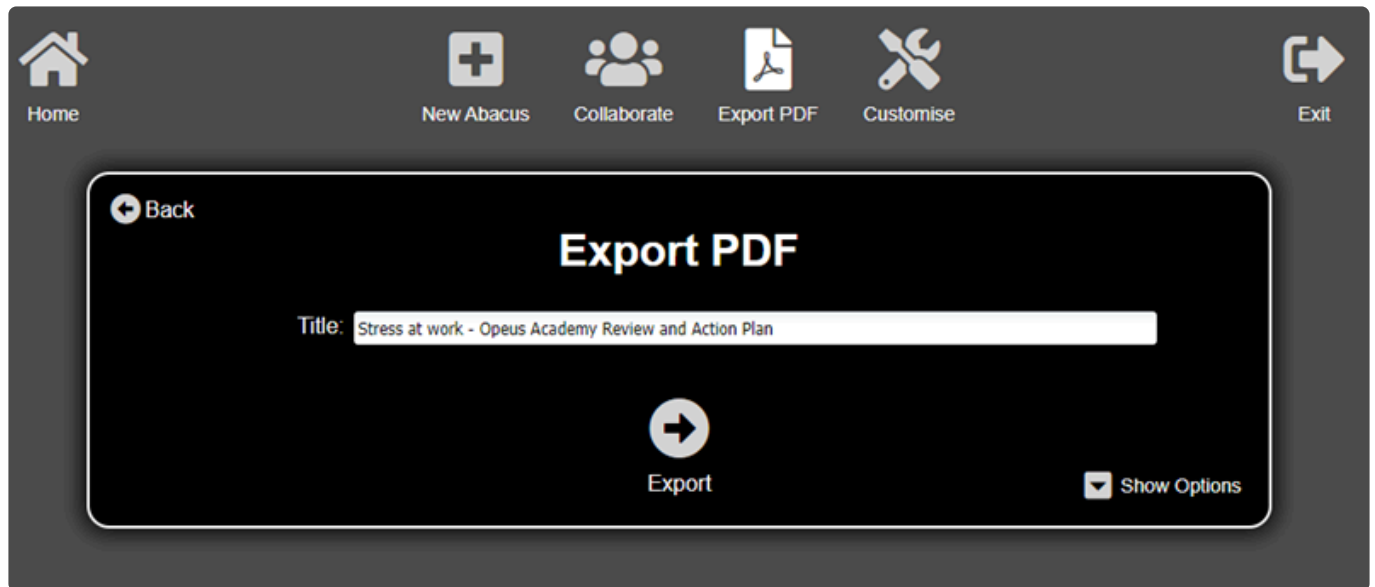 Home
New Abacus
Collaborate
Export PDF
Customise
Exit
Back
Export PDF
Title: Stress at work - Opeus Academy Review and Action Plan
Export
Show Options